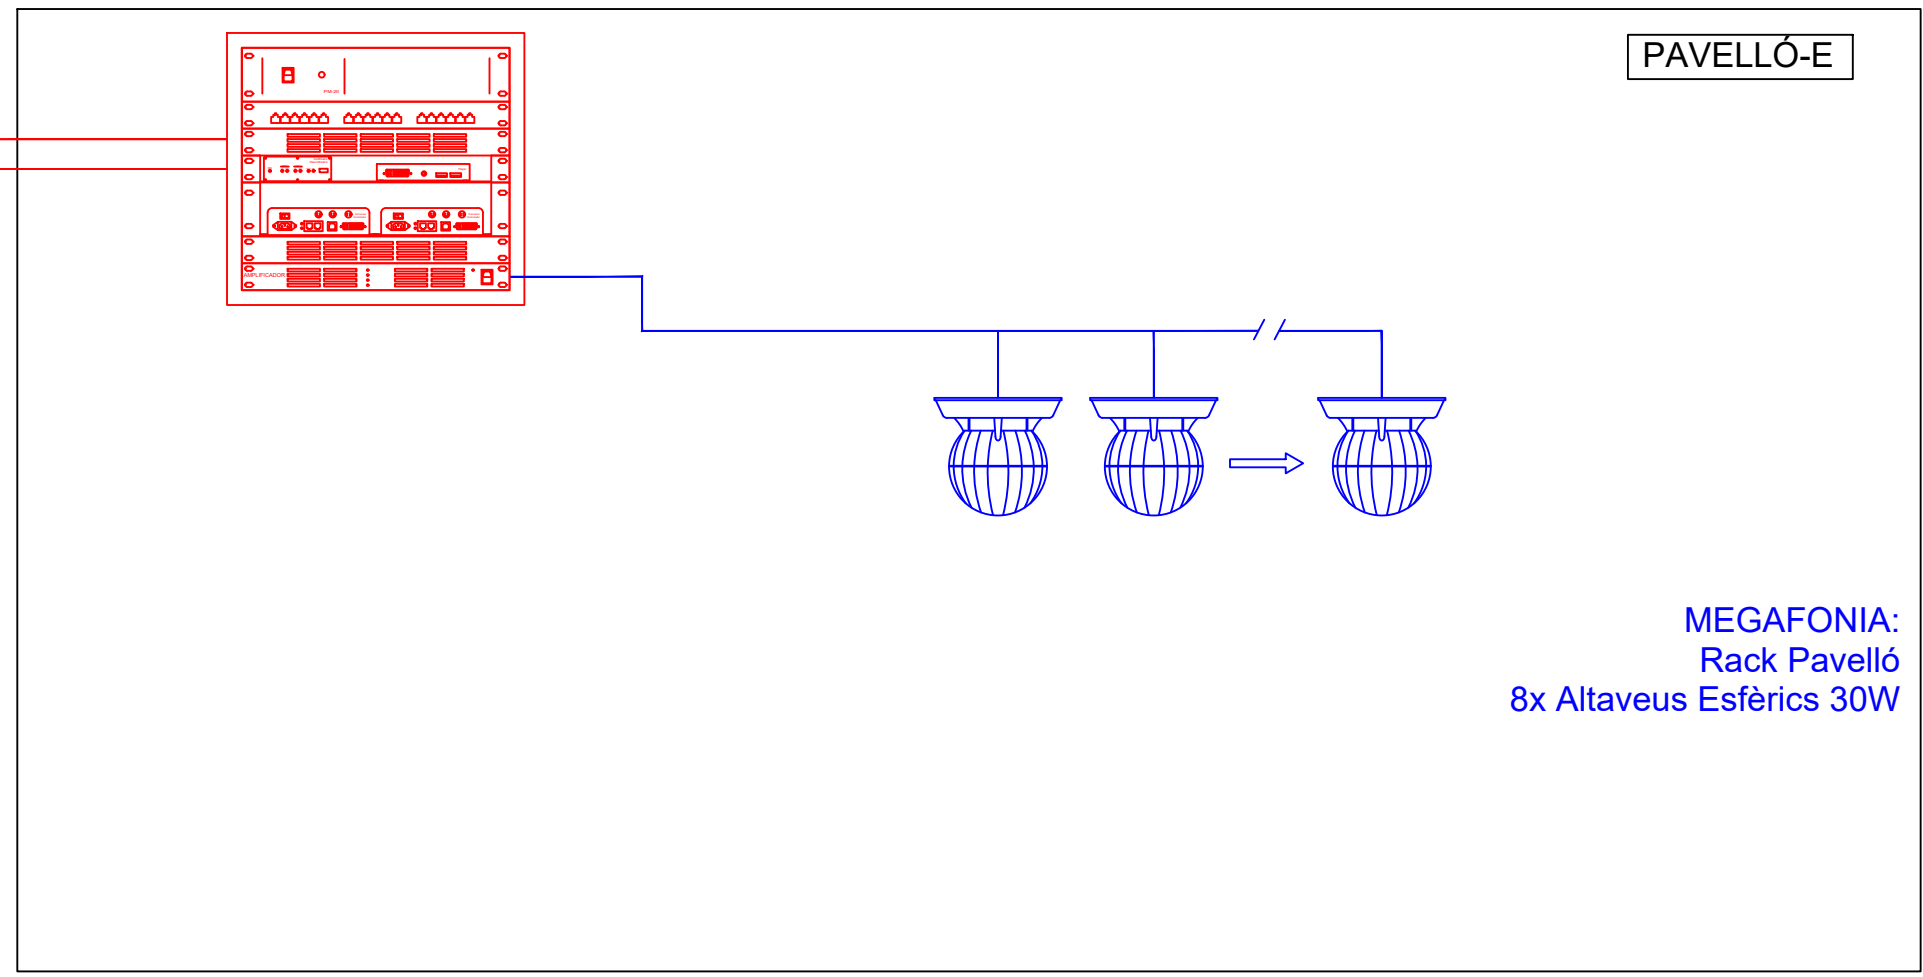 PAVELLÓ-E
AMPLIFICADOR
MEGAFONIA:
Rack Pavelló
8x Altaveus Esfèrics 30W